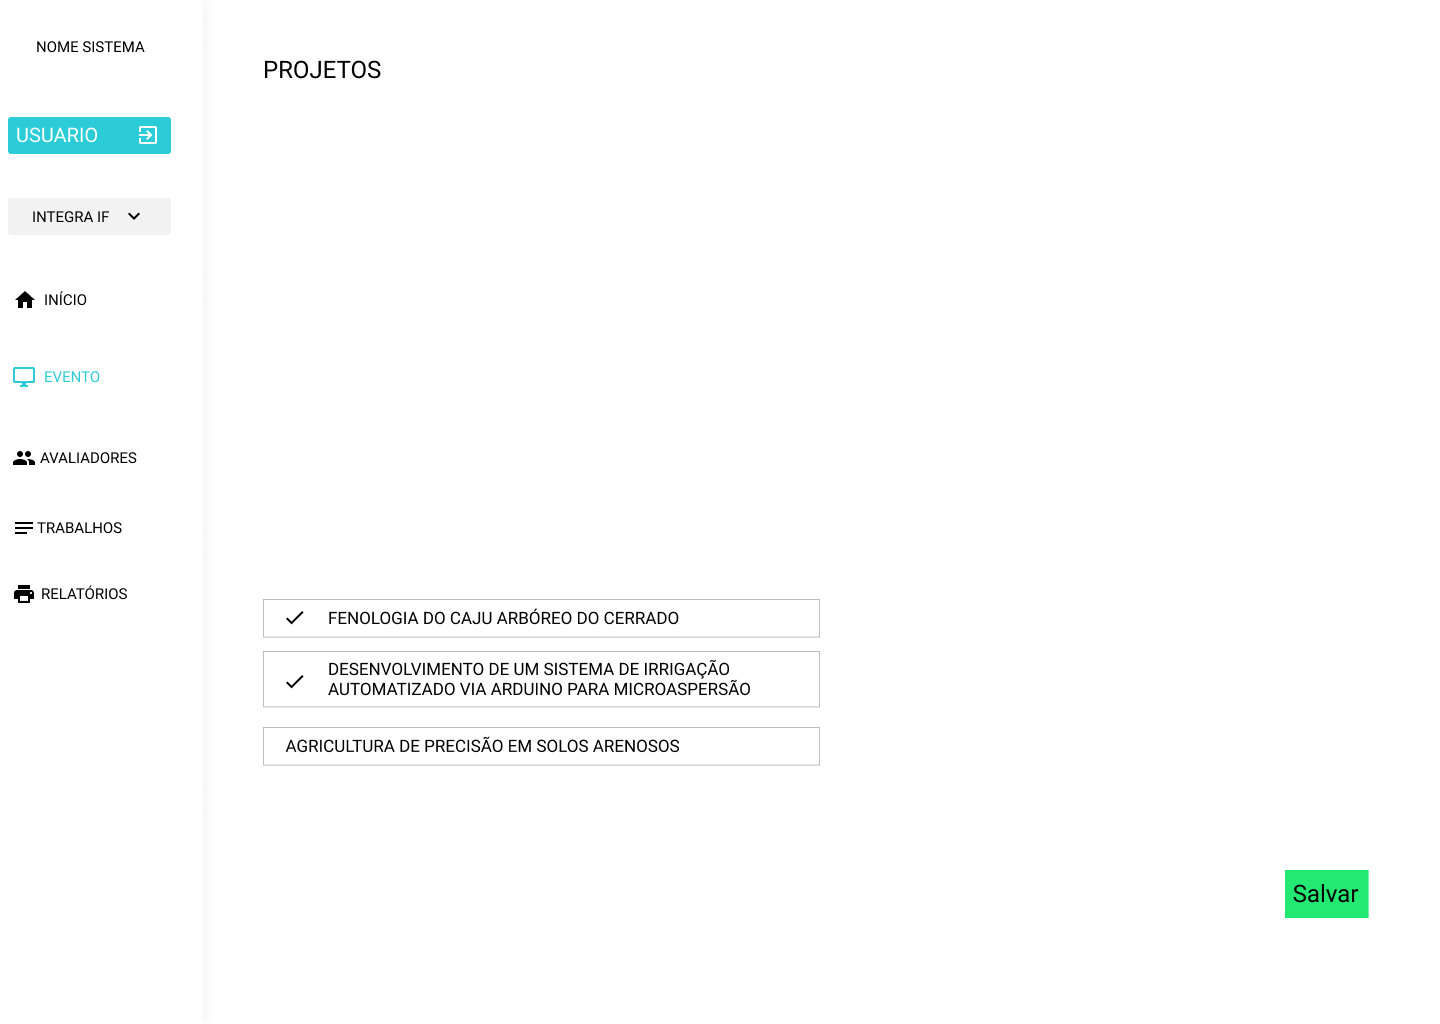 NOME SISTEMA
USUARIO
INTEGRA IF
INÍCIO
EVENTO
AVALIADORES
TRABALHOS
RELATÓRIOS
PROJETOS
FENOLOGIA DO CAJU ARBÓREO DO CERRADO
DESENVOLVIMENTO DE UM SISTEMA DE IRRIGAÇÃO
AUTOMATIZADO VIA ARDUINO PARA MICROASPERSÃO
AGRICULTURA DE PRECISÃO EM SOLOS ARENOSOS
Salvar